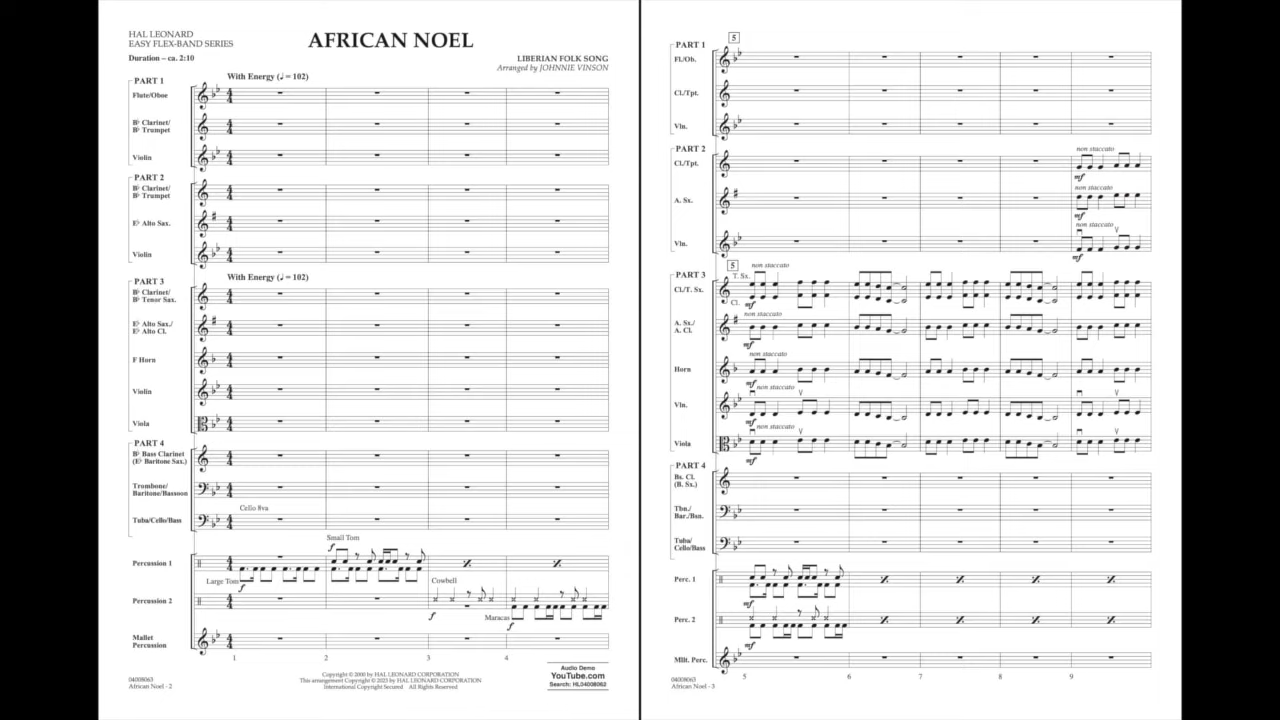 HAL LEONARD
EASY FLEX-BAND SERIES
Duration – ca. 2:10
AFRICAN NOEL
LIBERIAN FOLK SONG
Arranged by JOHNNIE VINSON
With Energy (♩ = 102)
PART 1
Flute/Oboe
B♭ Clarinet/
B♭ Trumpet
Violin
PART 2
B♭ Clarinet/
B♭ Trumpet
E♭ Alto Sax.
Violin
With Energy (♩ = 102)
PART 3
B♭ Clarinet/
B♭ Tenor Sax.
E♭ Alto Sax./
E♭ Alto Cl.
F Horn
Violin
Viola
PART 4
B♭ Bass Clarinet
(E♭ Baritone Sax.)
Trombone/
Baritone/Bassoon
Cello 8va
Tuba/Cello/Bass
Small Tom
f
Percussion 1
Large Tom
f
Cowbell
Percussion 2
f
Maracas
f
Mallet
Percussion
1 2 3 4
04008063
African Noel - 2
Copyright © 2000 by HAL LEONARD CORPORATION
This arrangement Copyright © 2023 by HAL LEONARD CORPORATION
International Copyright Secured All Rights Reserved
Audio Demo
YouTube.com
Search: HL04008062
5
PART 1
Fl/Ob.
Cl/Tpt.
Vln.
PART 2
non staccato
Cl/Tpt.
mf
non staccato
A. Sx.
mf
non staccato
Vln.
mf
5
non staccato
PART 3
T. Sx.
Cl./T. Sx.
Cl.
mf
non staccato
A. Sx./
A. Cl.
mf
non staccato
Horn
mf
non staccato
Vln.
mf
non staccato
Viola
mf
PART 4
Bs. Cl.
(B. Sx.)
Tbn./
Bar./Bsn.
Tuba/
Cello/Bass
Perc. 1
mf
Perc. 2
mf
Mllt. Perc.
5 6 7 8 9
04008063
African Noel - 3